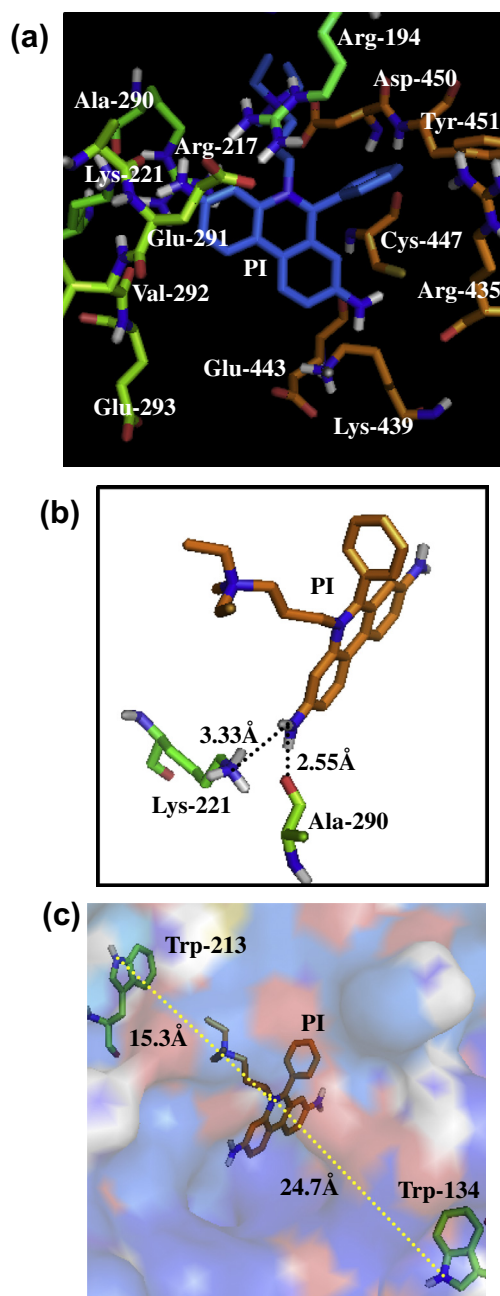 (a)
Arg-194
Asp-450
Ala-290
Tyr-451
Arg-217
Lys-221
Glu-291
Cys-447
PI
Val-292
Arg-435
Glu-443
Glu-293
Lys-439
(b)
PI
3.33Å
2.55Å
Lys-221
Ala-290
(c)
Trp-213
PI
15.3Å
24.7Å
Trp-134